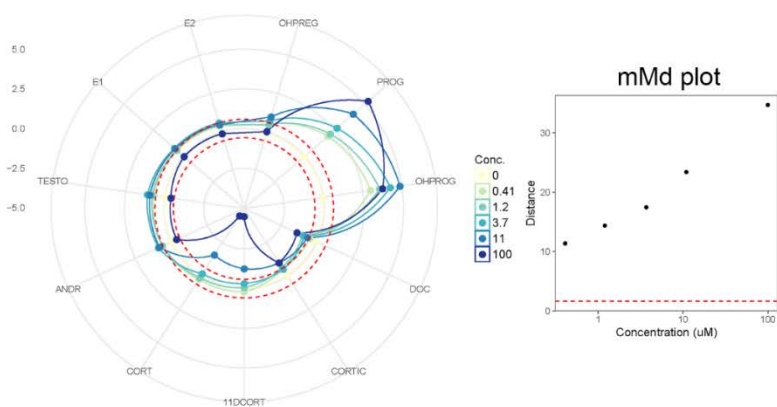 E2
OHPREG
E1
PROG
TESTO
OHPROG
ANDR
DOC
CORT
CORTIC
11DCORT
5.0
2.5
0.0
−2.5
−5.0
Conc.
0
0.41
1.2
3.7
11
100
mMd plot
Distance
30
20
10
0
1
10
100
Concentration (uM)